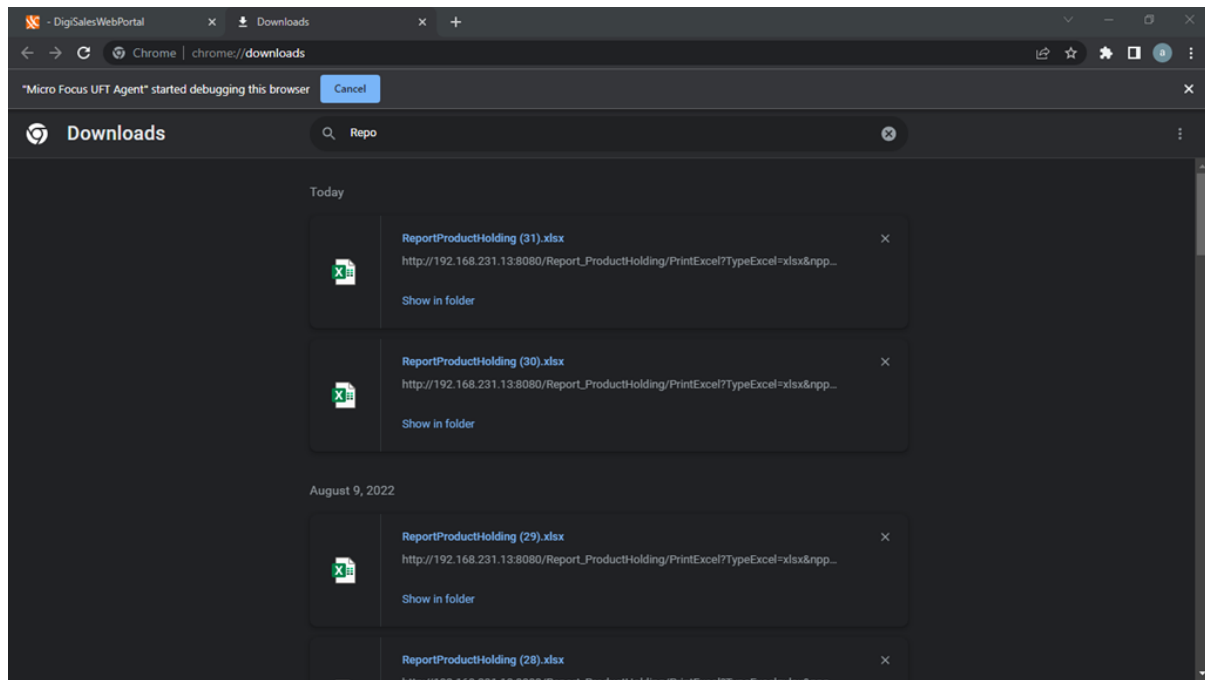 - DigiSalesWebPortal
Downloads
Chrome | chrome://downloads
a
"Micro Focus UFT Agent" started debugging this browser
Cancel
Downloads
Repo
Today
ReportProductHolding (31).xlsx
http://192.168.231.13:8080/Report_ProductHolding/PrintExcel?TypeExcel=xlsx&npp...
Show in folder
ReportProductHolding (30).xlsx
http://192.168.231.13:8080/Report_ProductHolding/PrintExcel?TypeExcel=xlsx&npp...
Show in folder
August 9, 2022
ReportProductHolding (29).xlsx
http://192.168.231.13:8080/Report_ProductHolding/PrintExcel?TypeExcel=xlsx&npp...
Show in folder
ReportProductHolding (28).xlsx